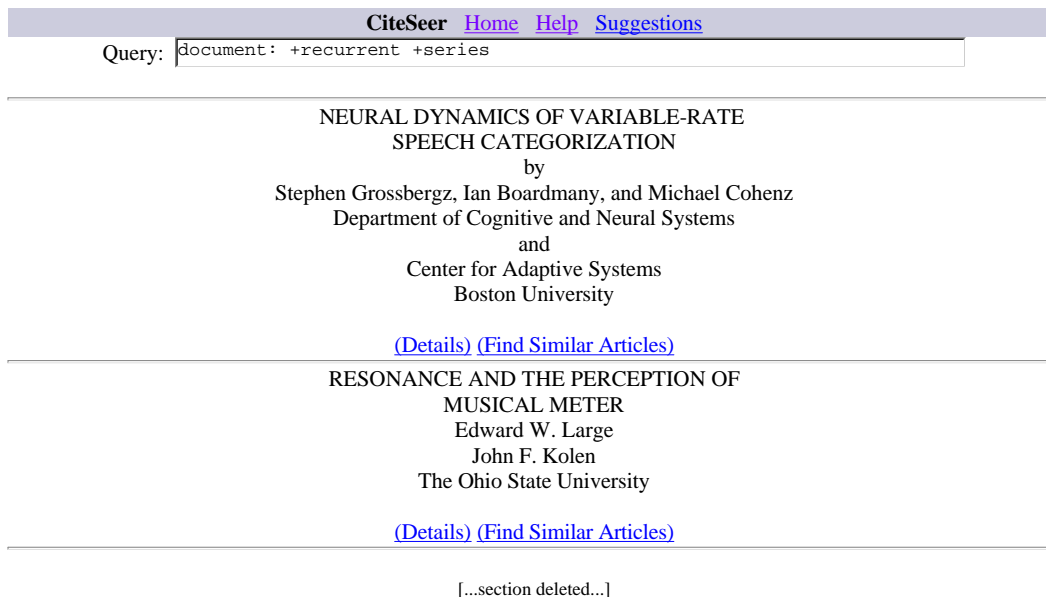 CiteSeer Home Help Suggestions
Query: document: +recurrent +series
NEURAL DYNAMICS OF VARIABLE-RATE
SPEECH CATEGORIZATION
by
Stephen Grossbergz, Ian Boardmany, and Michael Cohenz
Department of Cognitive and Neural Systems
and
Center for Adaptive Systems
Boston University
(Details) (Find Similar Articles)
RESONANCE AND THE PERCEPTION OF
MUSICAL METER
Edward W. Large
John F. Kolen
The Ohio State University
(Details) (Find Similar Articles)
[...section deleted...]